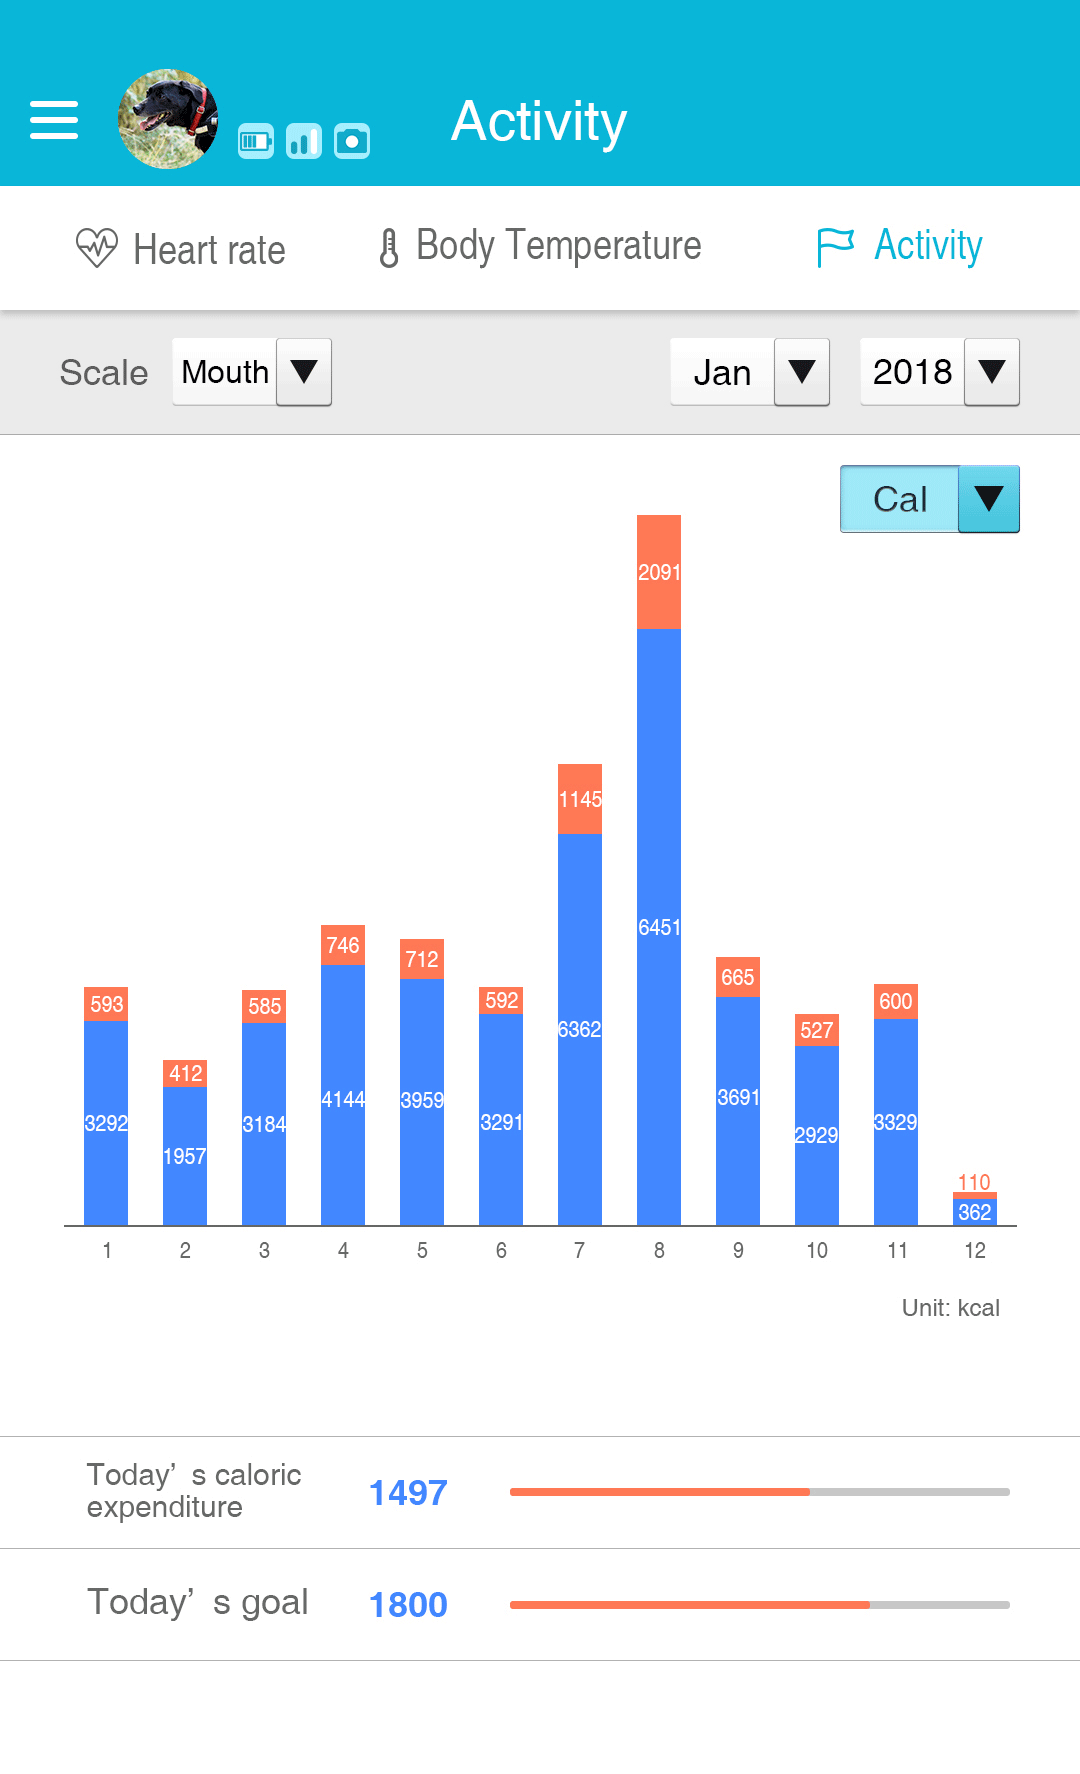 Activity
Heart rate
Body Temperature
Activity
Scale
Mouth
Jan
2018
Cal
2091
1145
6451
746
712
593
585
592
665
600
412
527
6362
3292
1957
3184
4144
3959
3291
3691
2929
3329
110
362
1 2 3 4 5 6 7 8 9 10 11 12
Unit: kcal
Today’ s caloric
expenditure
1497
Today’ s goal
1800